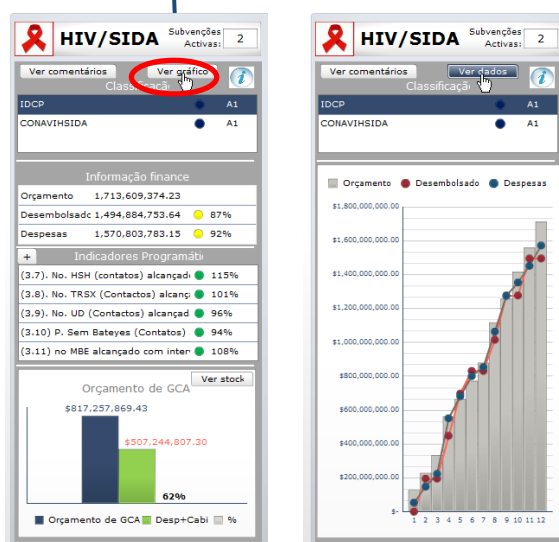 HIV/SIDA
Subvenções
Activas:
2
Ver comentários
Ver gráfico
Classificaçã
IDCP
A1
CONAVIHSIDA
A1
Informação finance
Orçamento 1,713,609,374.23
Desembolsadc 1,494,884,753.64 87%
Despesas 1,570,803,783.15 92%
+ Indicadores Programáti
(3.7). No. HSH (contatos) alcançad 115%
(3.8). No. TRSX (Contactos) alcanç 101%
(3,9). No. UD (Contactos) alcançad 96%
(3.10) P. Sem Bateyes (Contatos) 94%
(3.11) no MBE alcançado com inter 108%
Ver stock
Orçamento de GCA
$817,257,869.43
$507,244,807.30
62%
Orçamento de GCA Desp+Cabi %
HIV/SIDA
Subvenções
Activas:
2
Ver comentários
Ver dados
Classificaçã
IDCP
A1
CONAVIHSIDA
A1
Orçamento Desembolsado Despesas
$1,800,000,000.00
$1,600,000,000.00
$1,400,000,000.00
$1,200,000,000.00
$1,000,000,000.00
$800,000,000.00
$600,000,000.00
$400,000,000.00
$200,000,000.00
$-
1 2 3 4 5 6 7 8 9 10 11 12